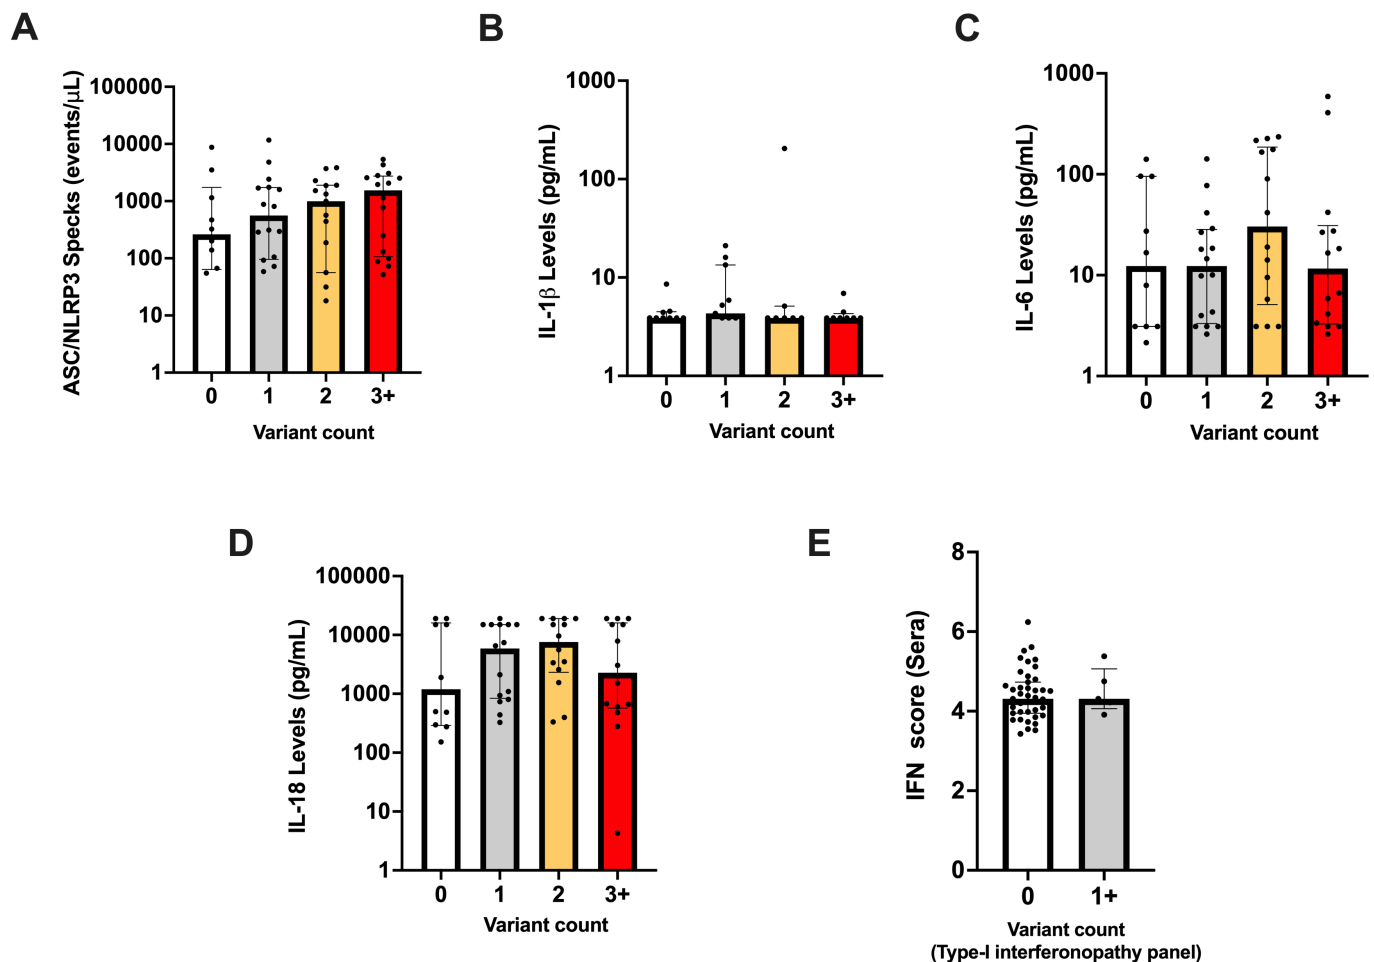 A
ASC/NLRP3 Specks (events/μL)
100000
10000
1000
100
10
1
0 1 2 3+
Variant count
B
IL-1β Levels (pg/mL)
1000
100
10
1
0 1 2 3+
Variant count
C
IL-6 Levels (pg/mL)
1000
100
10
1
0 1 2 3+
Variant count
D
IL-18 Levels (pg/mL)
100000
10000
1000
100
10
1
0 1 2 3+
Variant count
E
IFN score (Sera)
8
6
4
2
0
0 1+
Variant count
(Type-I interferonopathy panel)